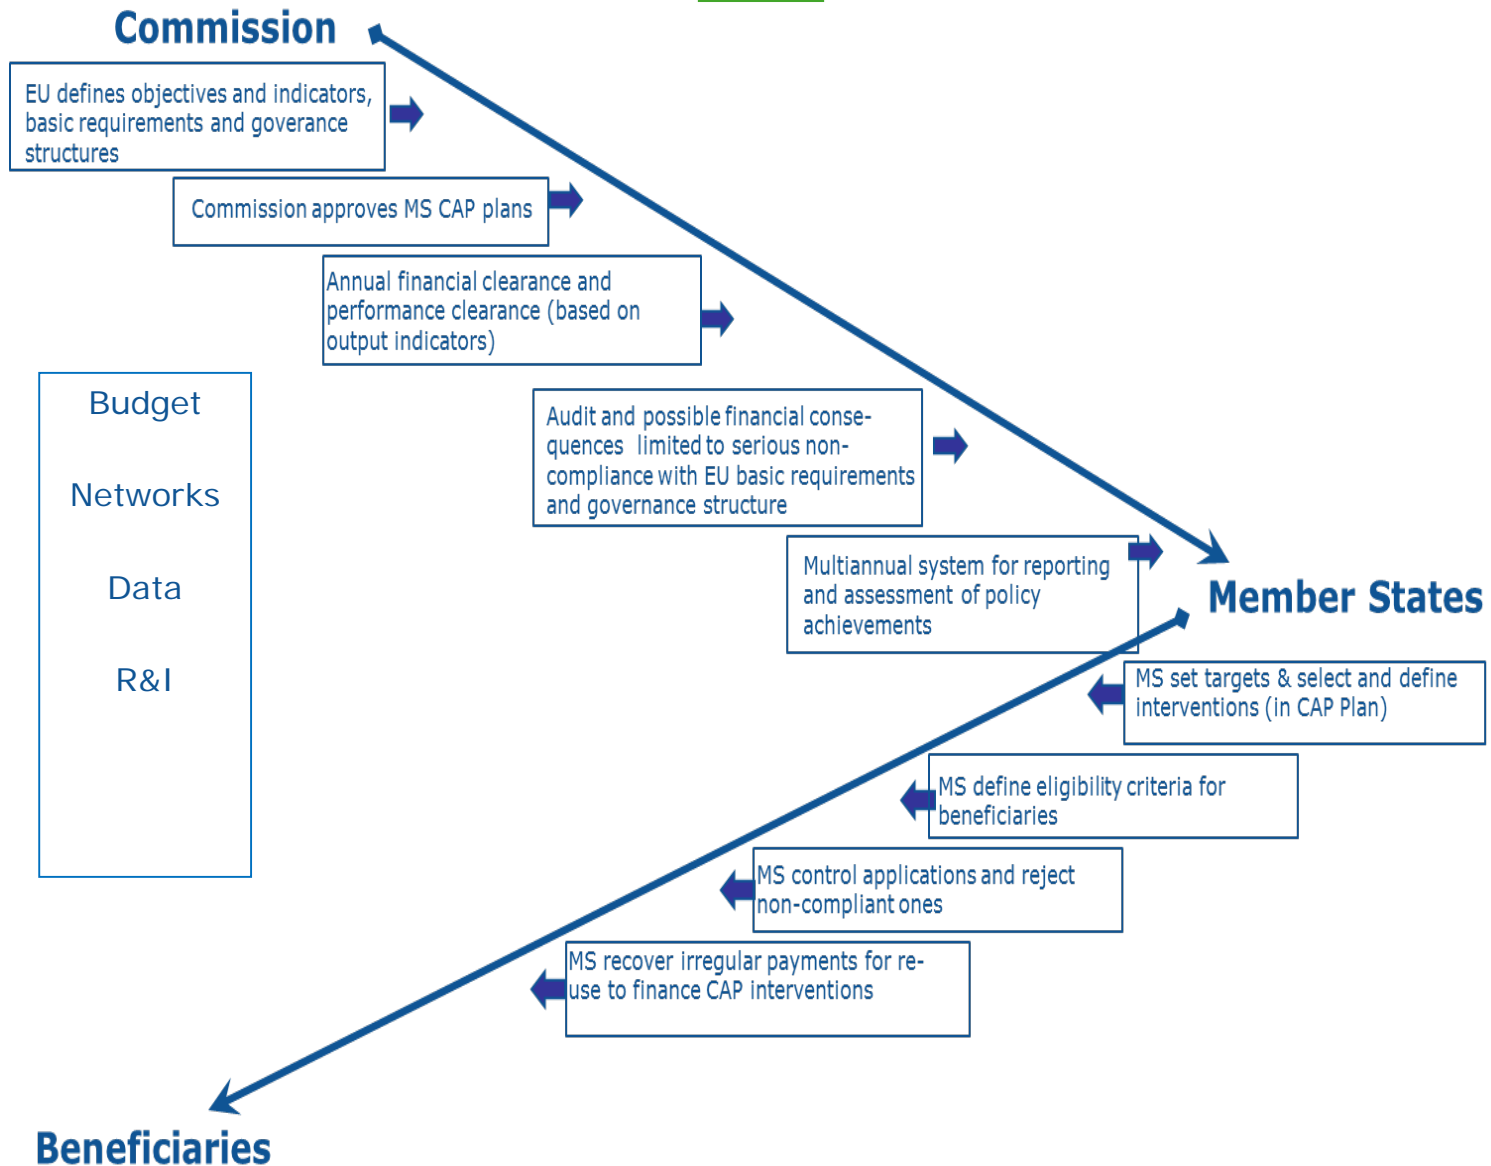 Commission
EU defines objectives and indicators,
basic requirements and goverance
structures
Commission approves MS CAP plans
Annual financial clearance and
performance clearance (based on
output indicators)
Budget
Networks
Data
R&I
Audit and possible financial conse-
quences limited to serious non-
compliance with EU basic requirements
and governance structure
Multiannual system for reporting
and assessment of policy
achievements
Member States
MS set targets & select and define
interventions (in CAP Plan)
MS define eligibility criteria for
beneficiaries
MS control applications and reject
non-compliant ones
MS recover irregular payments for re-
use to finance CAP interventions
Beneficiaries